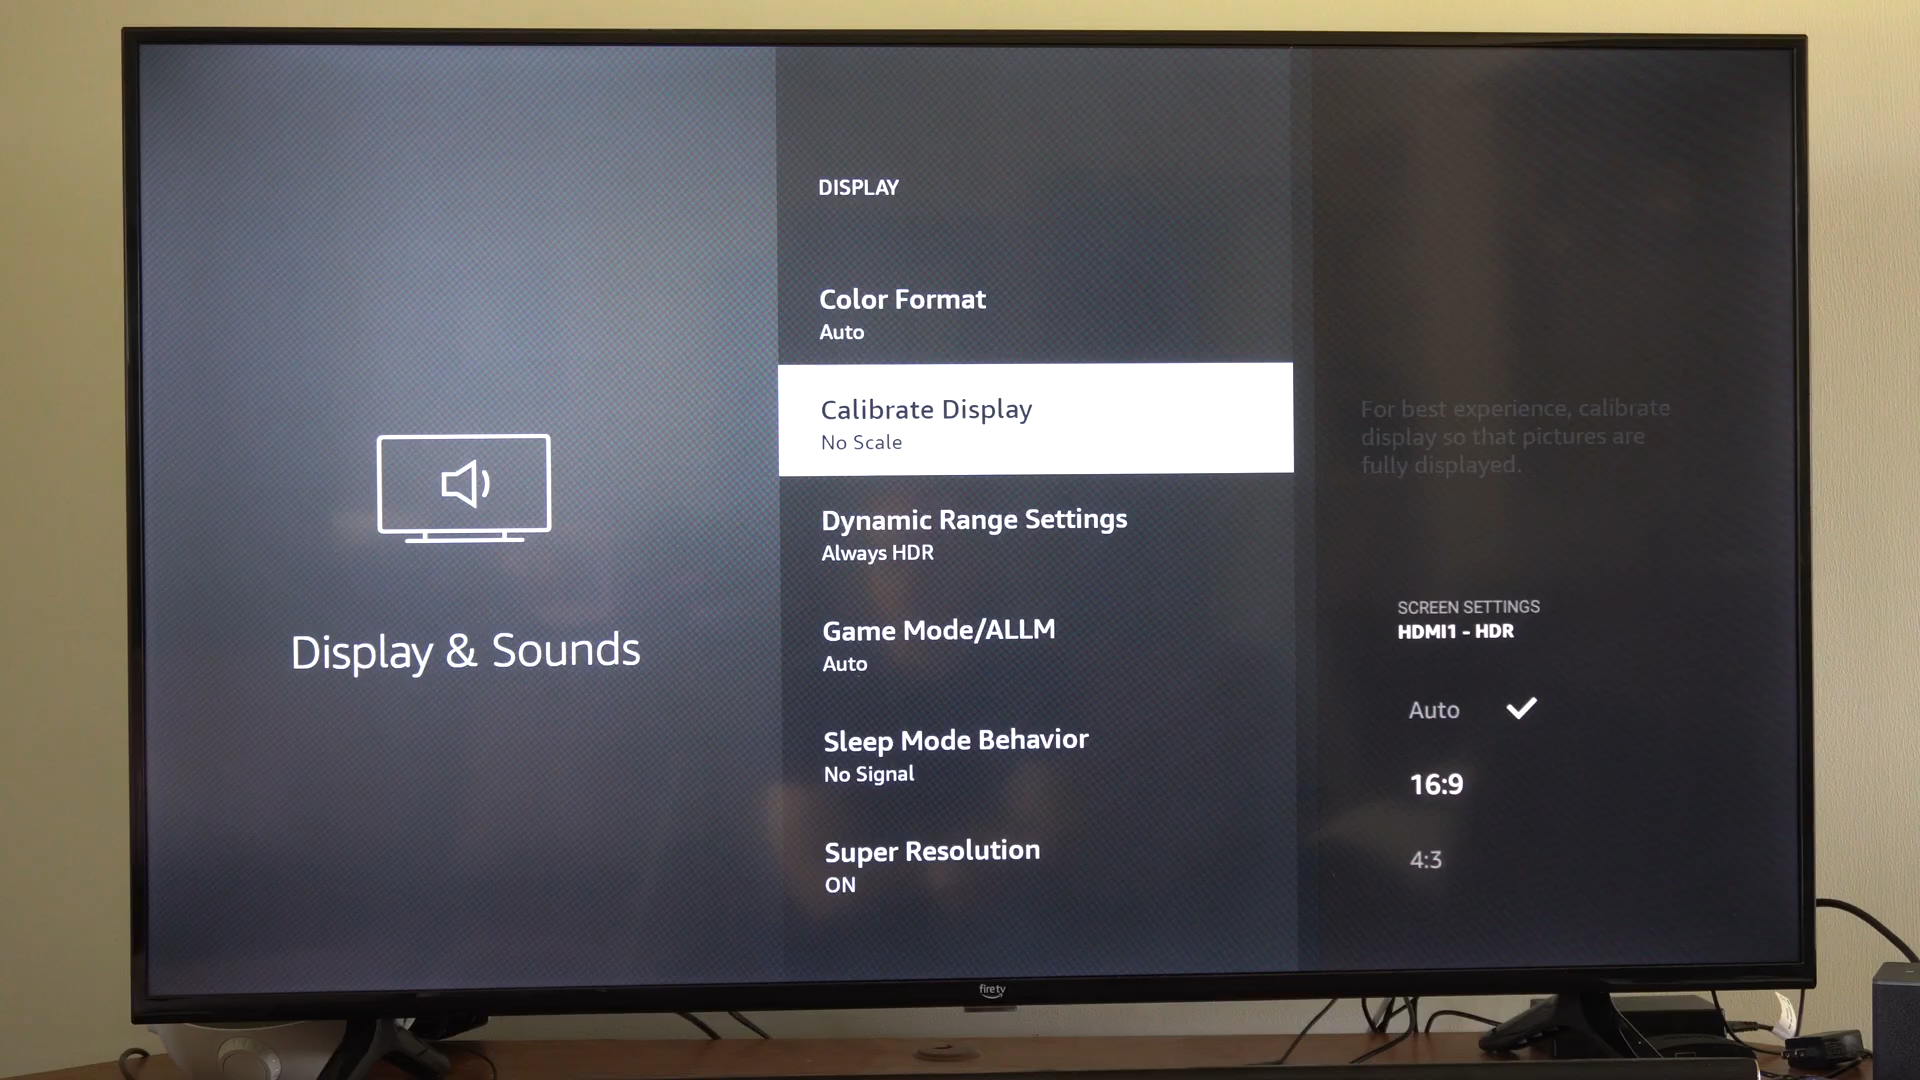 Display & Sounds
DISPLAY
Color Format
Auto
Calibrate Display
No Scale
Dynamic Range Settings
Always HDR
Game Mode/ALLM
Auto
Sleep Mode Behavior
No Signal
Super Resolution
ON
For best experience, calibrate
display so that pictures are
fully displayed.
SCREEN SETTINGS
HDMI1 - HDR
Auto
16:9
4:3
firetv